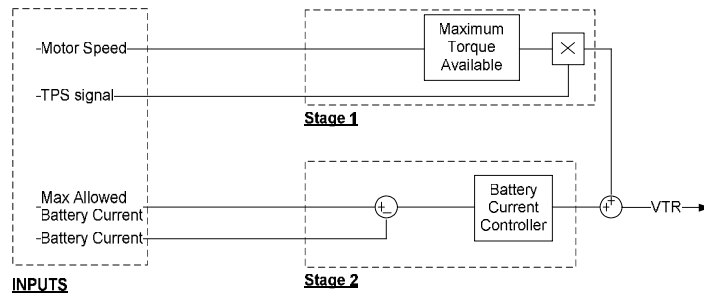 Motor Speed
TPS signal
Max Allowed
Battery Current
Battery Current
INPUTS
Maximum
Torque
Available
×
Stage 1
+
-
Battery
Current
Controller
+
+
VTR
Stage 2